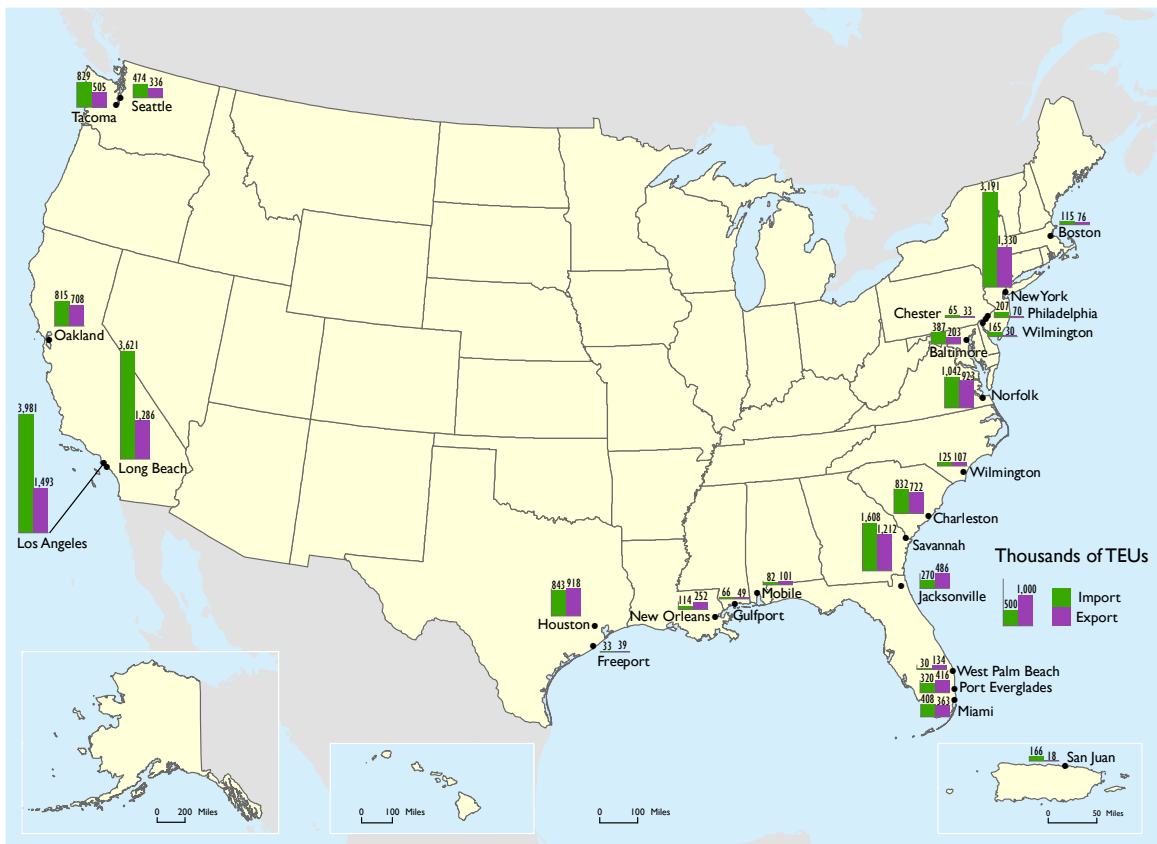 829
505
Tacoma
474 336
Seattle
3,191
1,330
New York
115 76
Boston
815 708
Oakland
Chester 65 33
207 70 Philadelphia
165 30 Wilmington
387 203
Baltimore
3,621
1,286
Long Beach
1,042 923
Norfolk
3,981
1,493
Los Angeles
125 107
Wilmington
832 722
Charleston
1,608
1,212
Savannah
Thousands of TEUs
500
1,000
Import
Export
270 486
Jacksonville
843 918
Houston
33 39
Freeport
114 252
New Orleans
66 49
Gulfport
82 101
Mobile
30 134
West Palm Beach
320 416
Port Everglades
408 363
Miami
166 18
San Juan
0 200 Miles
0 100 Miles
0 100 Miles
0 50 Miles